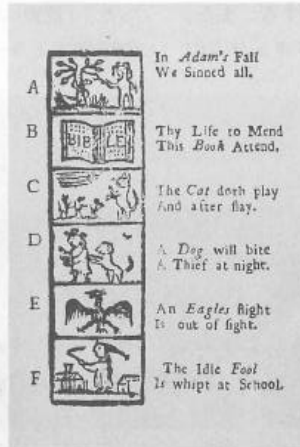 A
In Adam's Fall
We Sinned all.
B
BIBLE
Thy Life to Mend
This Book Attend.
C
The Cat doth play
And after slay.
D
A Dog will bite
A Thief at night.
E
An Eagles flight
Is out of sight.
F
The Idle Fool
Is whipt at School.